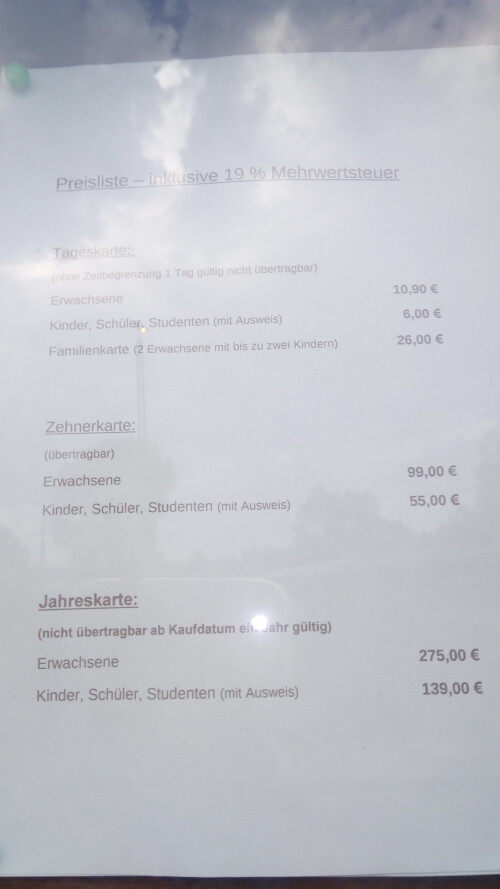 Preisliste – inklusive 19 % Mehrwertsteuer
Tageskarte:
(ohne Zeitbegrenzung 1 Tag gültig nicht übertragbar)
Erwachsene 10,90 €
Kinder, Schüler, Studenten (mit Ausweis) 6,00 €
Familienkarte (2 Erwachsene mit bis zu zwei Kindern) 26,00 €
Zehnerkarte:
(übertragbar)
Erwachsene 99,00 €
Kinder, Schüler, Studenten (mit Ausweis) 55,00 €
Jahreskarte:
(nicht übertragbar ab Kaufdatum ein Jahr gültig)
Erwachsene 275,00 €
Kinder, Schüler, Studenten (mit Ausweis) 139,00 €